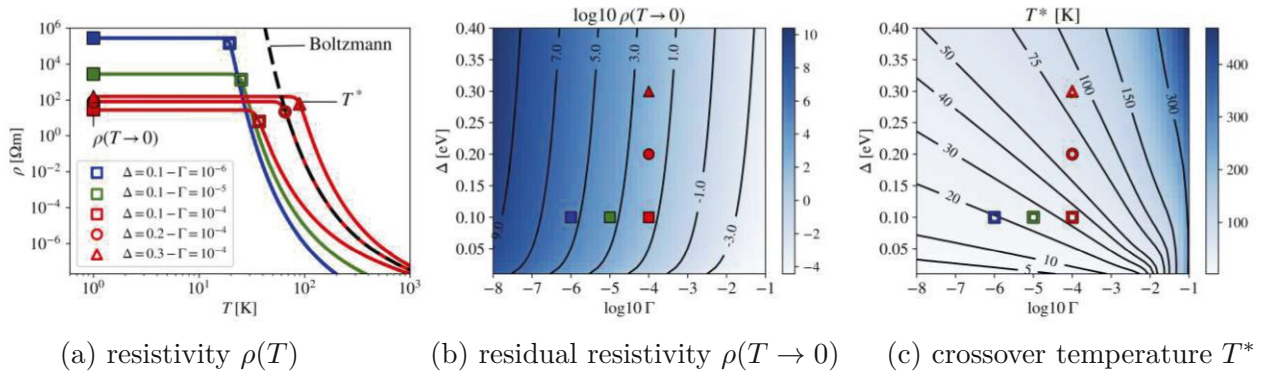 10^6
10^4
10^2
10^0
10^{-2}
10^{-4}
10^{-6}
ρ [Ωm]
Boltzmann
T*
ρ(T→0)
Δ=0.1−Γ=10^{-6}
Δ=0.1−Γ=10^{-5}
Δ=0.1−Γ=10^{-4}
Δ=0.2−Γ=10^{-4}
Δ=0.3−Γ=10^{-4}
10^0 10^1 10^2 10^3
T [K]
log10 ρ(T→0)
0.40
0.35
0.30
0.25
0.20
0.15
0.10
0.05
Δ [eV]
9.0
7.0
5.0
3.0
1.0
-1.0
-3.0
-8 -7 -6 -5 -4 -3 -2 -1
log10 Γ
10
8
6
4
2
0
−2
−4
T* [K]
0.40
0.35
0.30
0.25
0.20
0.15
0.10
0.05
Δ [eV]
50
75
100
150
300
40
30
20
10
5
-8 -7 -6 -5 -4 -3 -2 -1
log10 Γ
400
300
200
100
(a) resistivity ρ(T)
(b) residual resistivity ρ(T → 0)
(c) crossover temperature T*